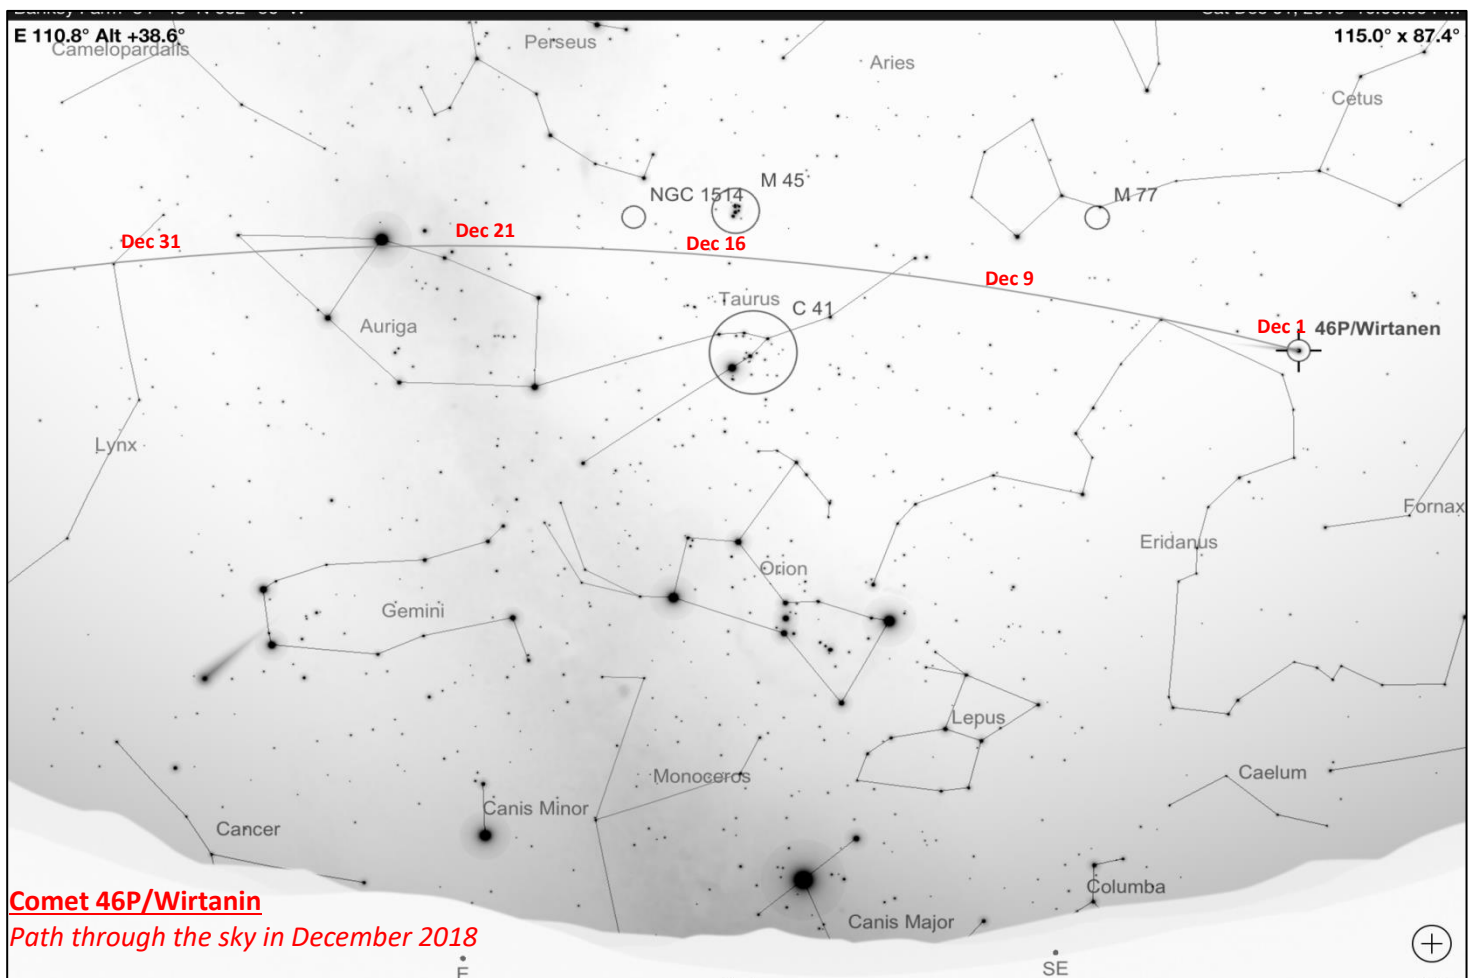 E 110.8° Alt +38.6°
115.0° x 87.4°
Camelopardalis
Perseus
Aries
Cetus
NGC 1514
M 45
M 77
Dec 31
Dec 21
Dec 16
Dec 9
Dec 1
46P/Wirtanen
Taurus
C 41
Auriga
Lynx
Fornax
Eridanus
Orion
Gemini
Lepus
Monoceros
Caelum
Canis Minor
Cancer
Columba
Canis Major
Comet 46P/Wirtanin
Path through the sky in December 2018
E
SE